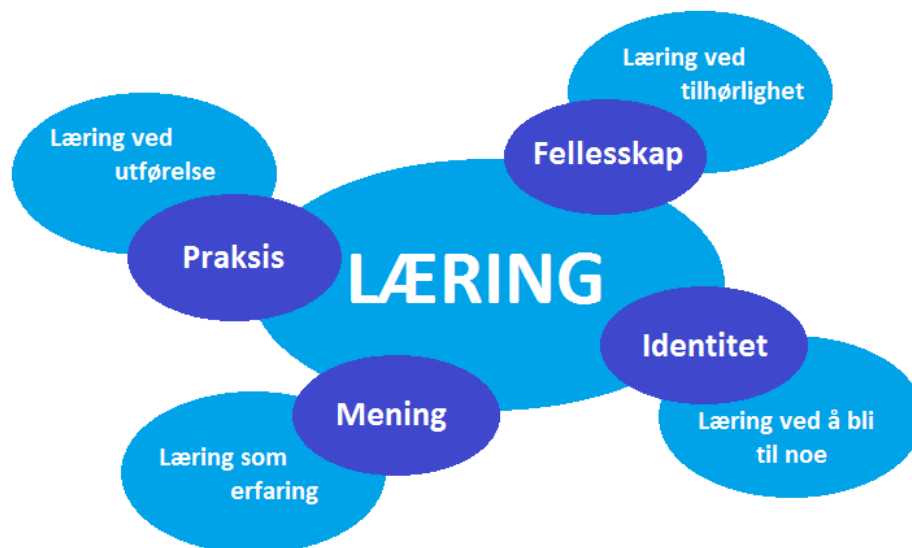 Læring ved
tilhørlighet
Fellesskap
Læring ved
utførelse
Praksis
LÆRING
Identitet
Læring ved å bli
til noe
Mening
Læring som
erfaring